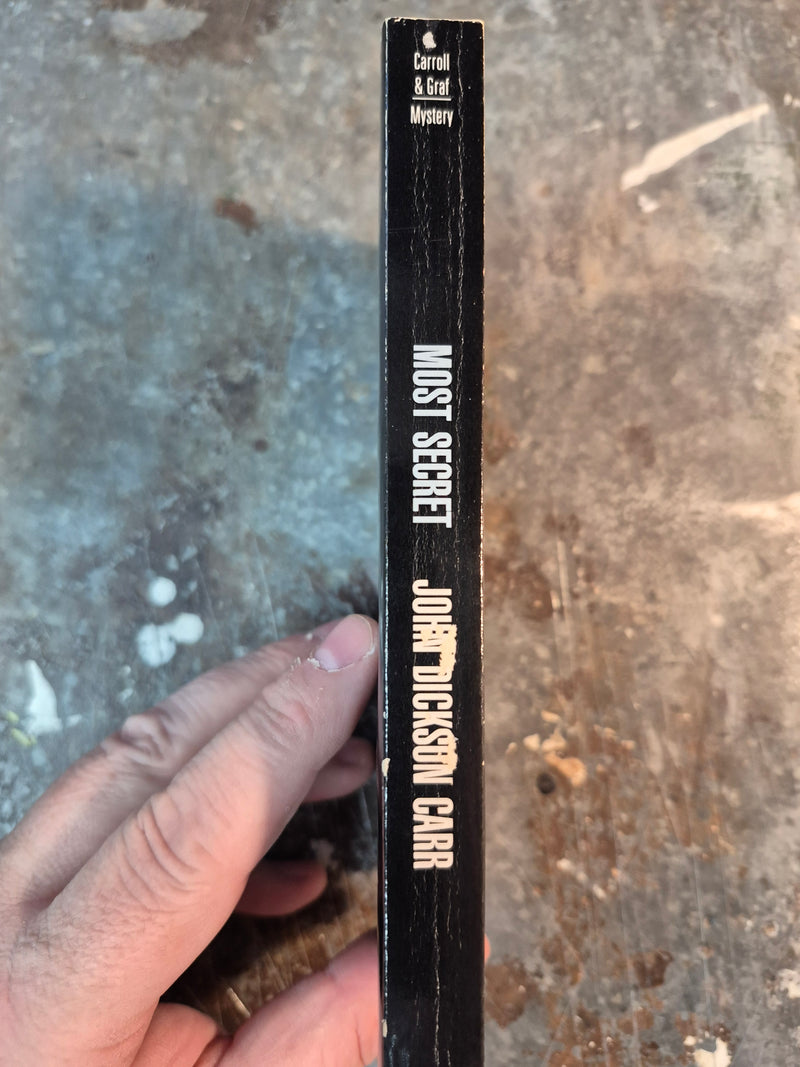 Carroll
& Graf
Mystery
MOST SECRET
JOHN DICKSON CARR